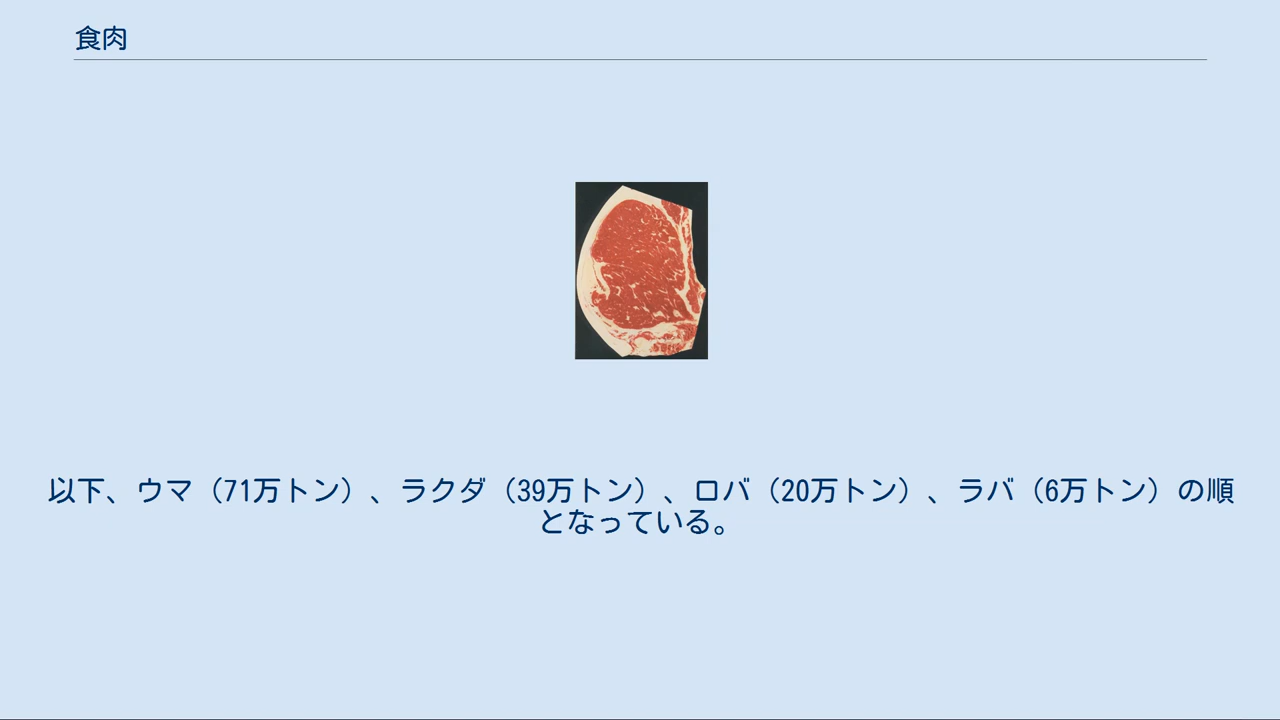 食肉
以下、ウマ（71万トン）、ラクダ（39万トン）、ロバ（20万トン）、ラバ（6万トン）の順
となっている。